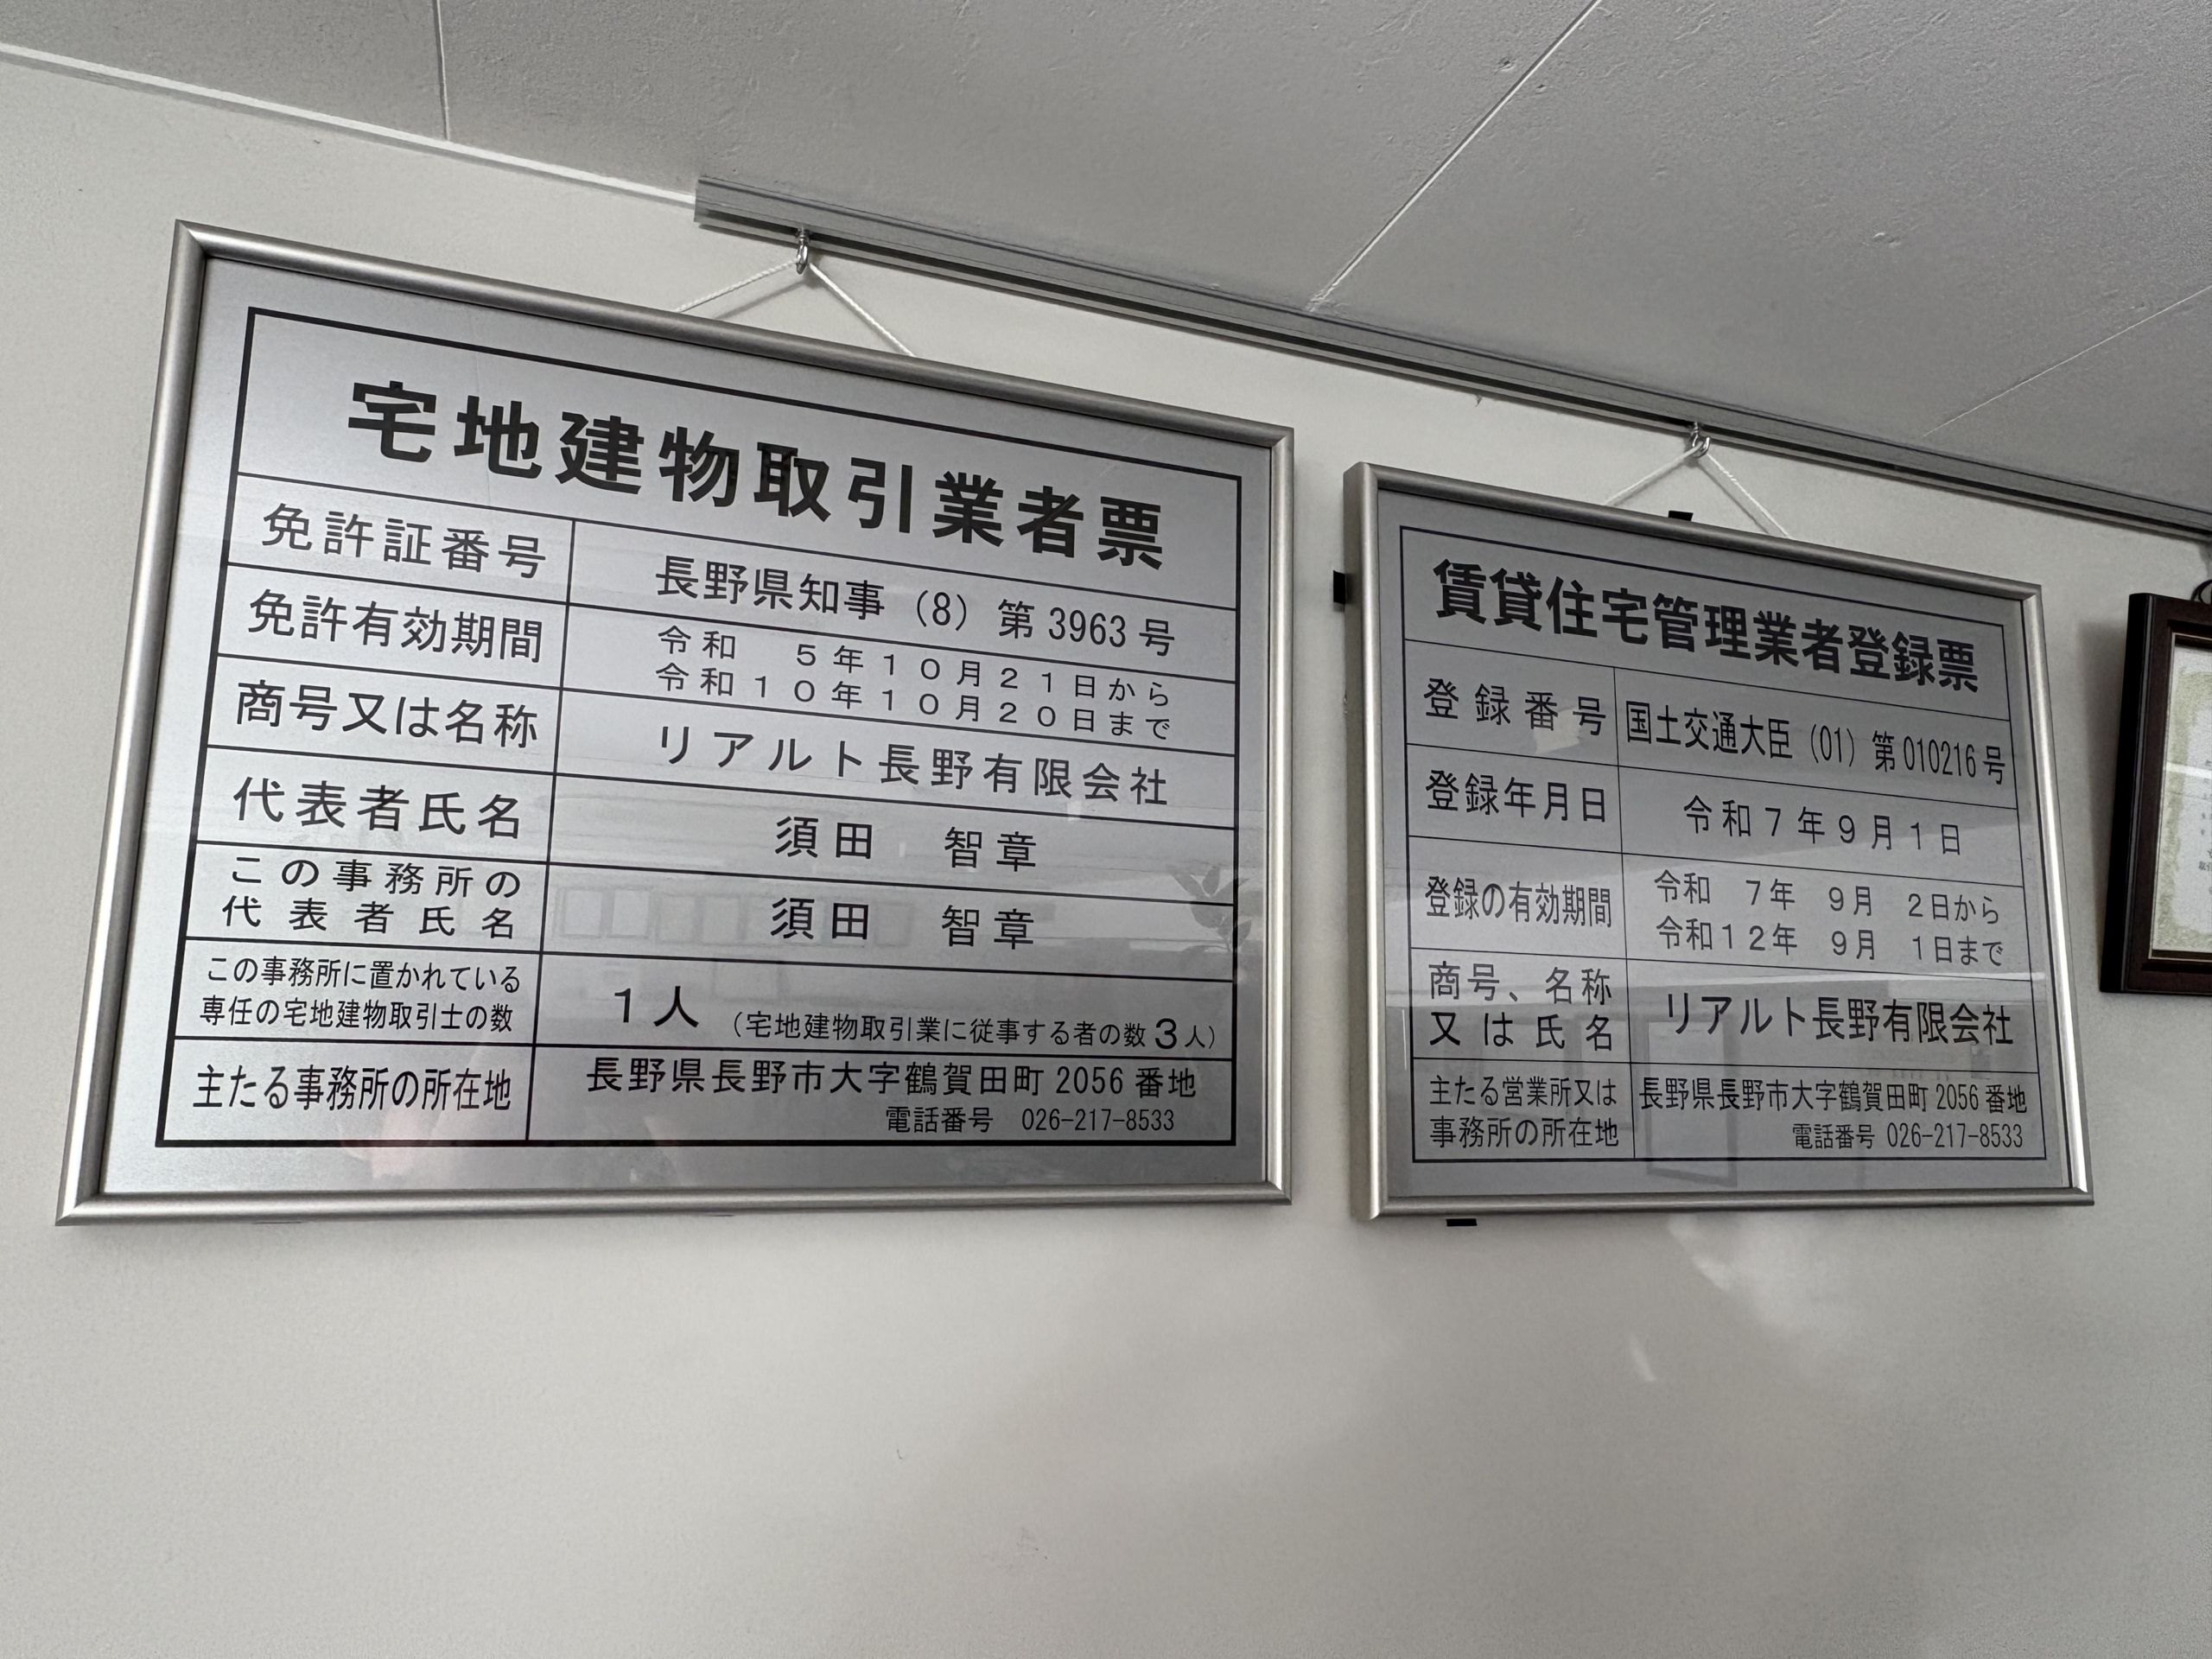 宅地建物取引業者票
免許証番号
長野県知事（8）第3963号
免許有効期間
令和 5年10月21日から
令和10年10月20日まで
商号又は名称
リアルト長野有限会社
代表者氏名
須田 智章
この事務所の
代表者氏名
須田 智章
この事務所に置かれている
専任の宅地建物取引士の数
1人（宅地建物取引業に従事する者の数3人）
主たる事務所の所在地
長野県長野市大字鶴賀田町2056番地
電話番号 026-217-8533
賃貸住宅管理業者登録票
登録番号
国土交通大臣（01）第010216号
登録年月日
令和7年9月1日
登録の有効期間
令和 7年 9月 2日から
令和12年 9月 1日まで
商号、名称
又は氏名
リアルト長野有限会社
主たる営業所又は
事務所の所在地
長野県長野市大字鶴賀田町2056番地
電話番号 026-217-8533